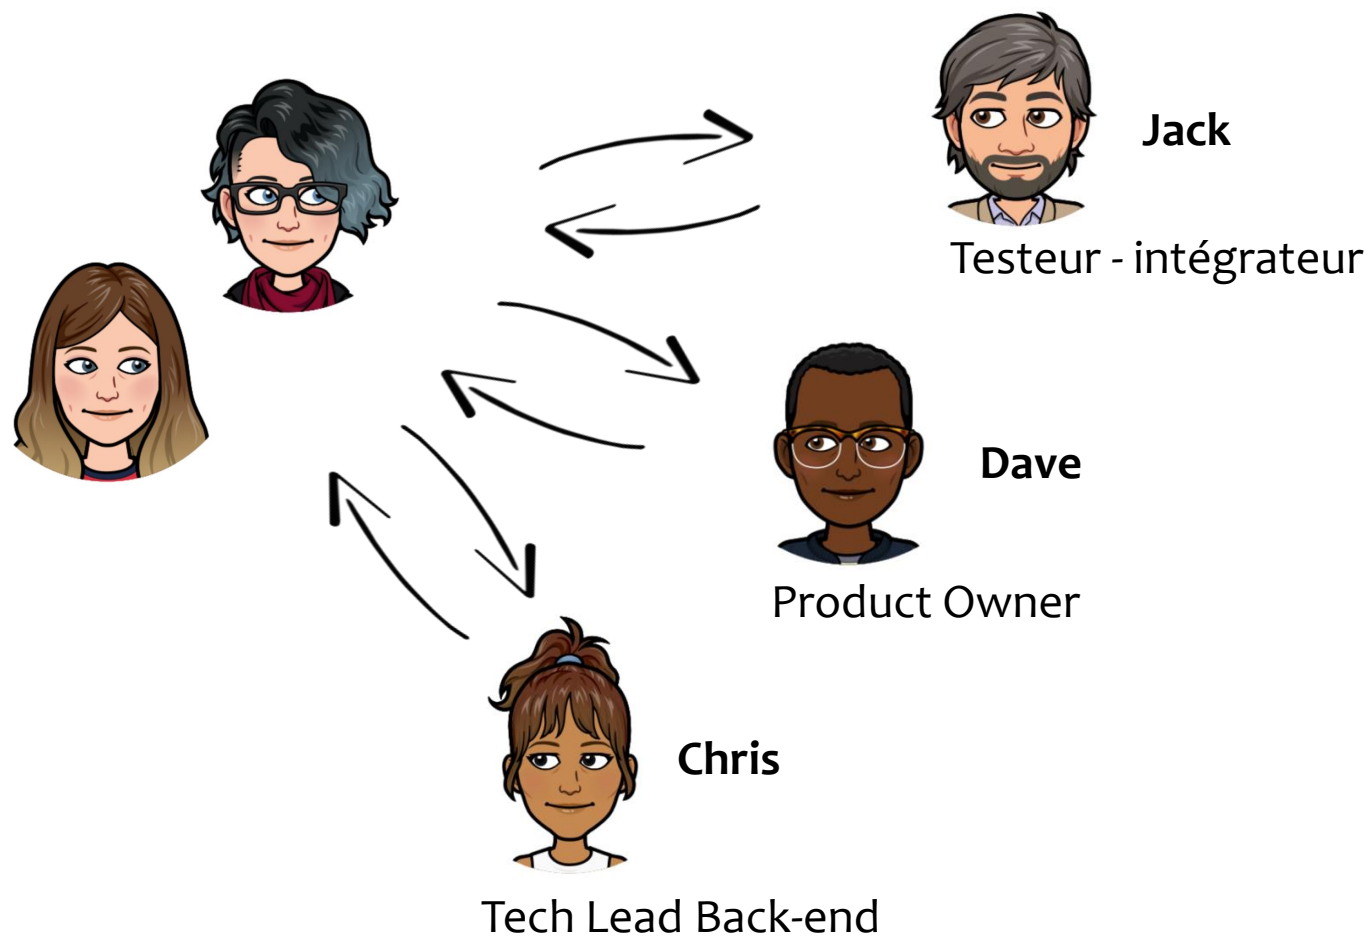 Jack
Testeur - intégrateur
Dave
Product Owner
Chris
Tech Lead Back-end